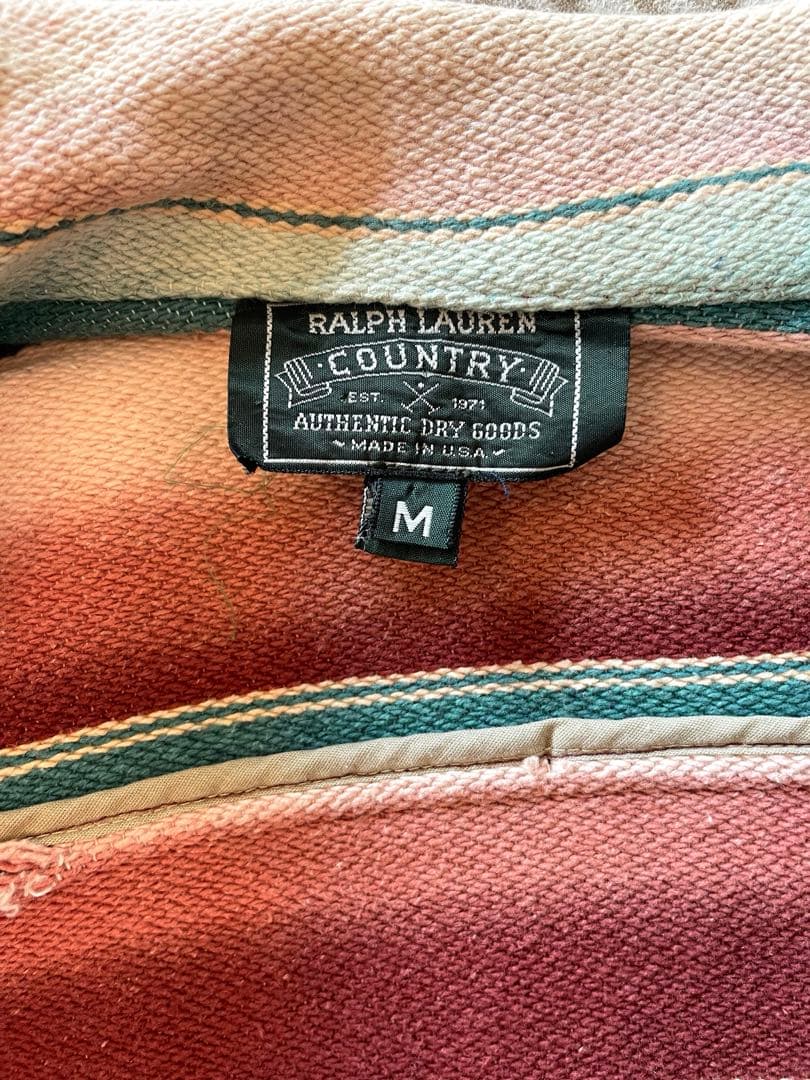 RALPH LAUREN
COUNTRY
EST. 1971
AUTHENTIC DRY GOODS
MADE IN U.S.A.
M